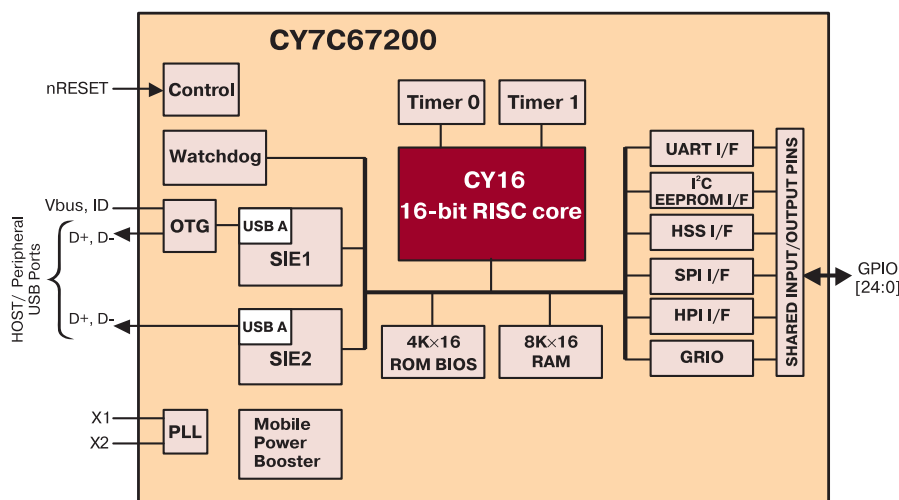 CY7C67200
nRESET
Control
Timer 0
Timer 1
Watchdog
CY16
16-bit RISC core
UART I/F
I²C
EEPROM I/F
HSS I/F
SPI I/F
HPI I/F
GRIO
SHARED INPUT/OUTPUT PINS
GPIO
[24:0]
Vbus, ID
OTG
D+, D-
USB A
SIE1
HOST/ Peripheral
USB Ports
D+, D-
USB A
SIE2
4K×16
ROM BIOS
8K×16
RAM
X1
X2
PLL
Mobile
Power
Booster